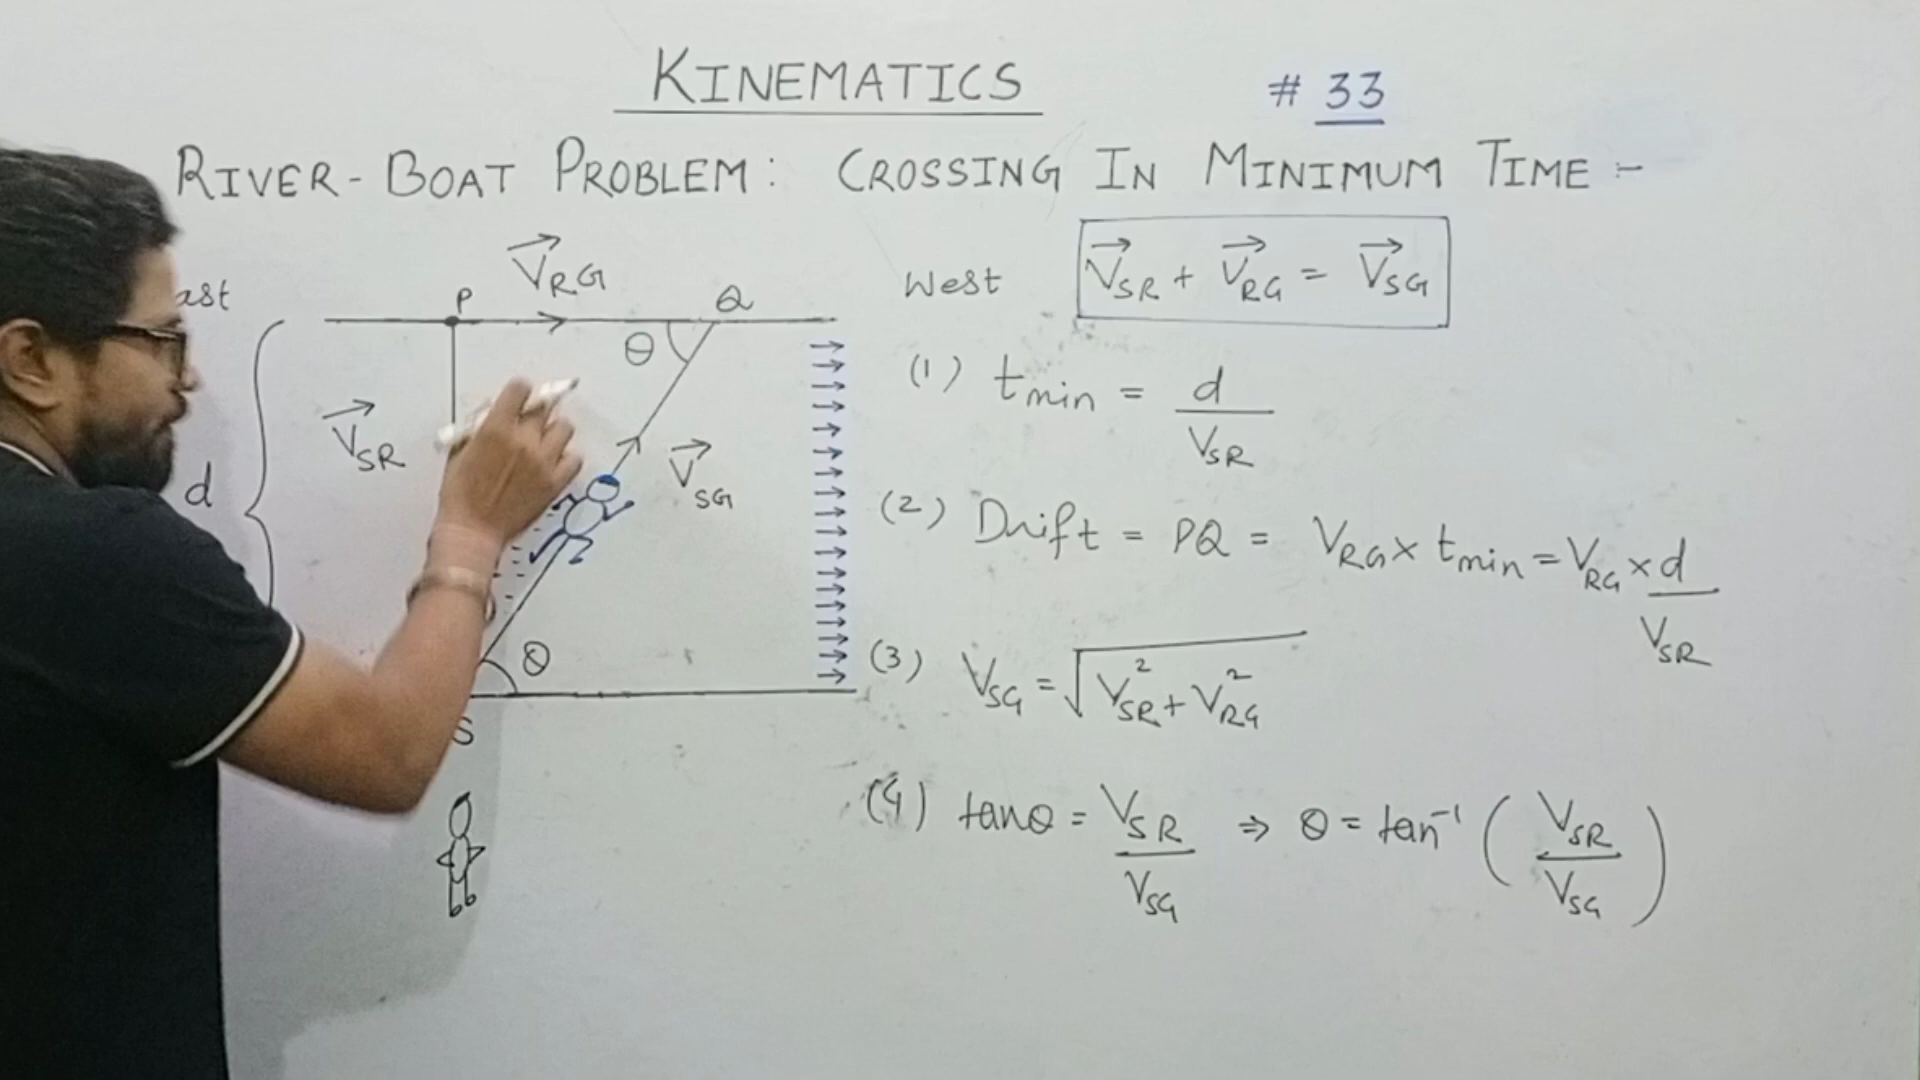 KINEMATICS
# 33
RIVER-BOAT PROBLEM: CROSSING IN MINIMUM TIME :-
ast
P
V⃗RG
Q
West
V⃗SR + V⃗RG = V⃗SG
θ
V⃗SR
V⃗SG
d
θ
S
(1) tmin = d / VSR
(2) Drift = PQ = VRG × tmin = VRG × d / VSR
(3) VSG = √(VSR² + VRG²)
(4) tanθ = VSR / VSG ⇒ θ = tan⁻¹ (VSR / VSG)